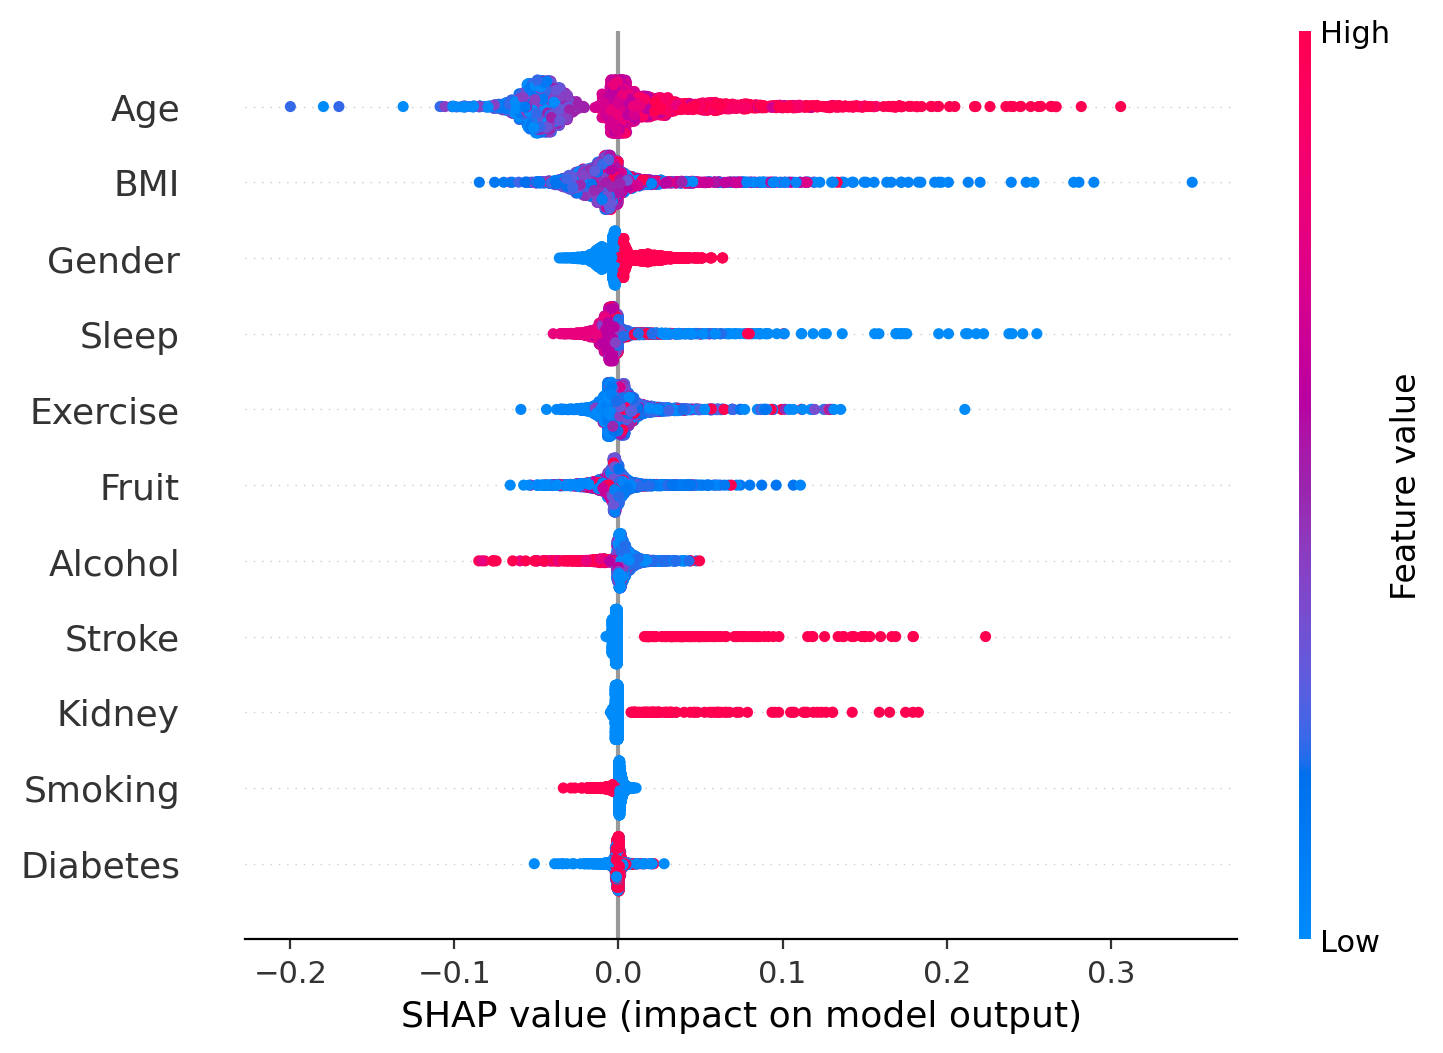 High
Age
BMI
Gender
Sleep
Exercise
Fruit
Alcohol
Stroke
Kidney
Smoking
Diabetes
Feature value
Low
−0.2 −0.1 0.0 0.1 0.2 0.3
SHAP value (impact on model output)